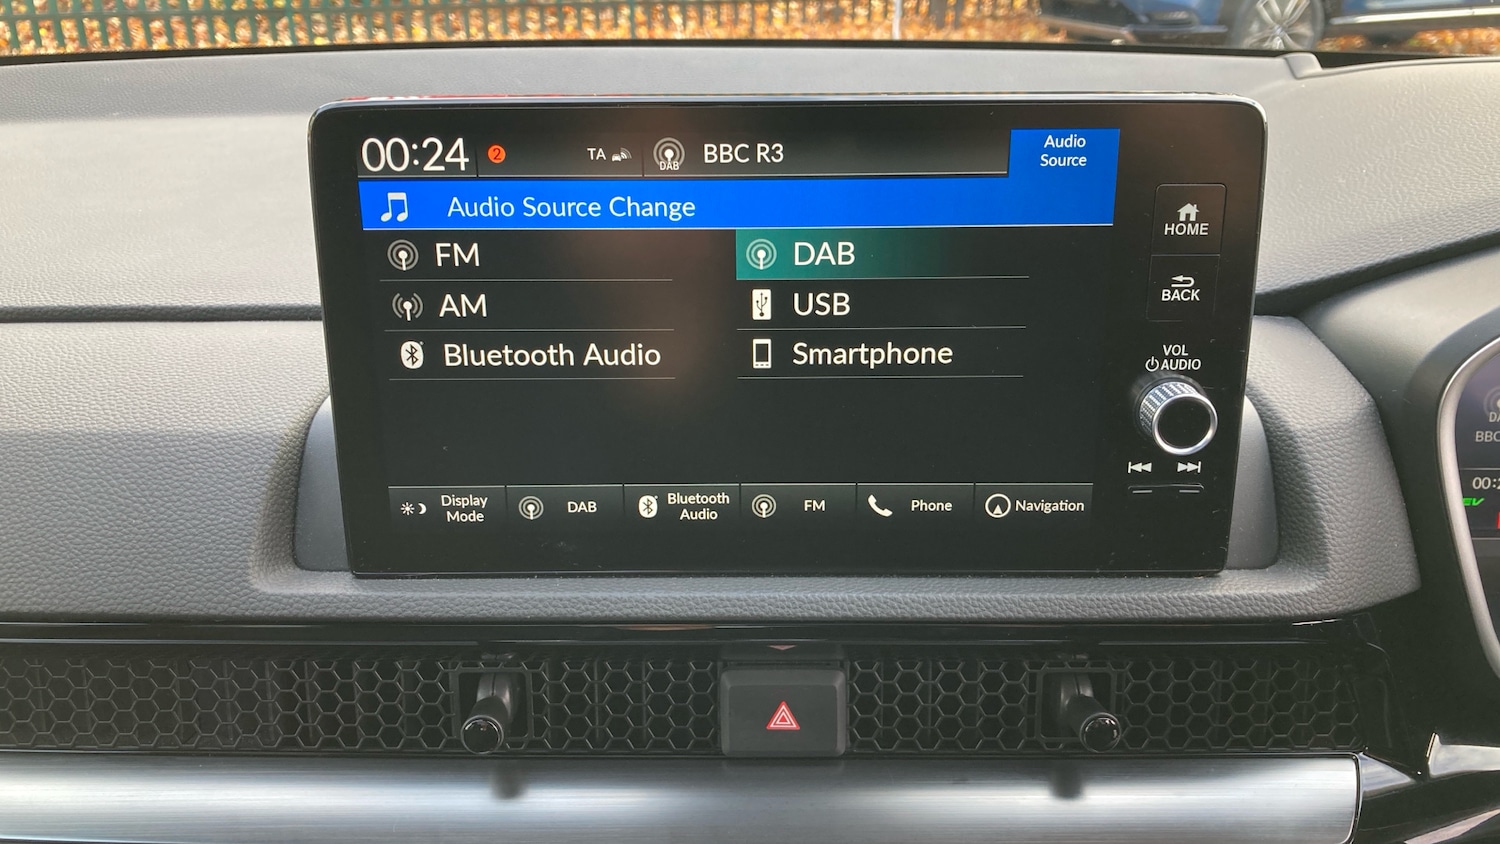 00:24 2 TA DAB BBC R3 Audio
Source
Audio Source Change
HOME
FM DAB
BACK
AM USB
Bluetooth Audio Smartphone
VOL
AUDIO
Display
Mode
DAB
Bluetooth
Audio
FM
Phone
Navigation
BBC